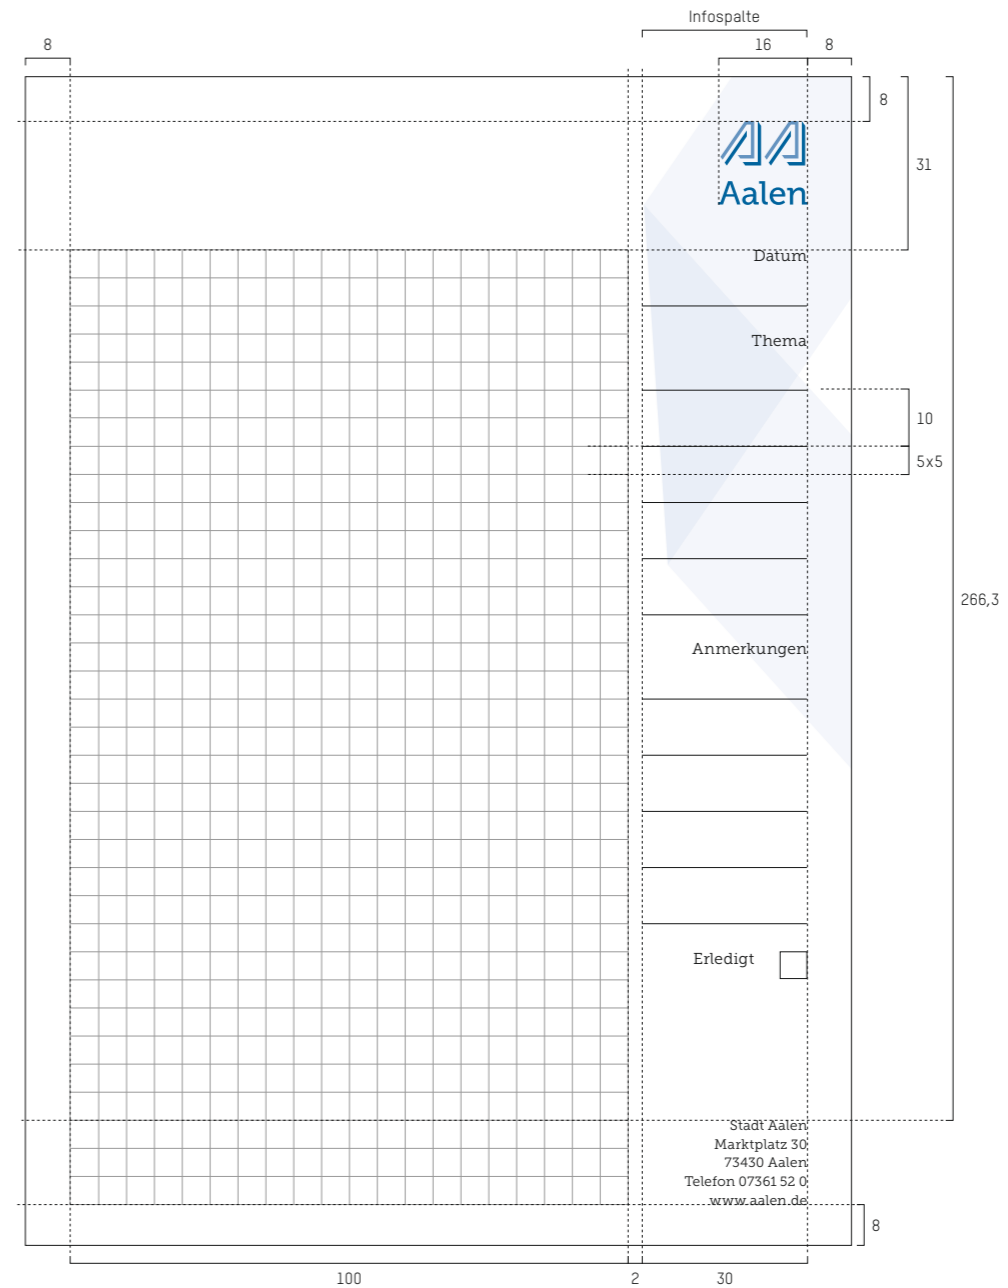 Infospalte
8
16
8
8
31
Aalen
Datum
Thema
10
5x5
266,3
Anmerkungen
Erledigt
Stadt Aalen
Marktplatz 30
73430 Aalen
Telefon 07361 52 0
www.aalen.de
8
100
2
30